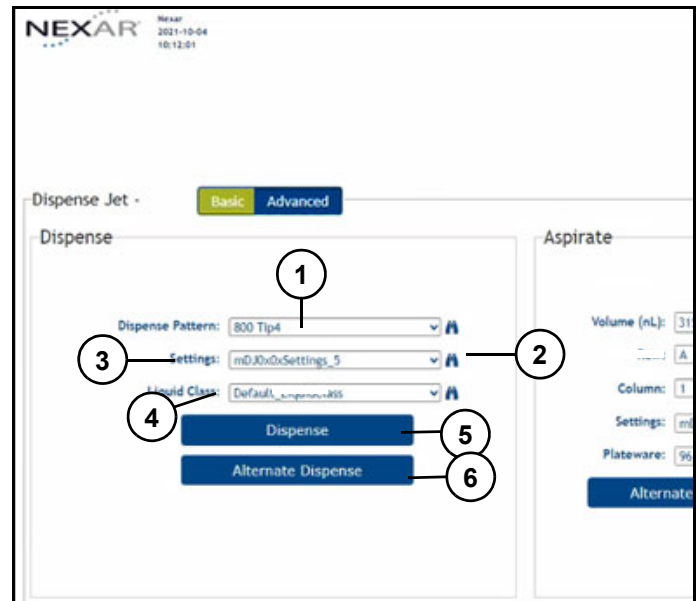 NEXAR
Nexar
2021-10-04
10:12:01
Dispense Jet -
Basic
Advanced
Dispense
1
Dispense Pattern:
800 Tip4
2
3
Settings:
mDJ0x0xSettings_5
4
Liquid Class:
Dispense
5
Alternate Dispense
6
Aspirate
Volume (nL):
A
Column:
1
Settings:
Plateware:
96
Alternate